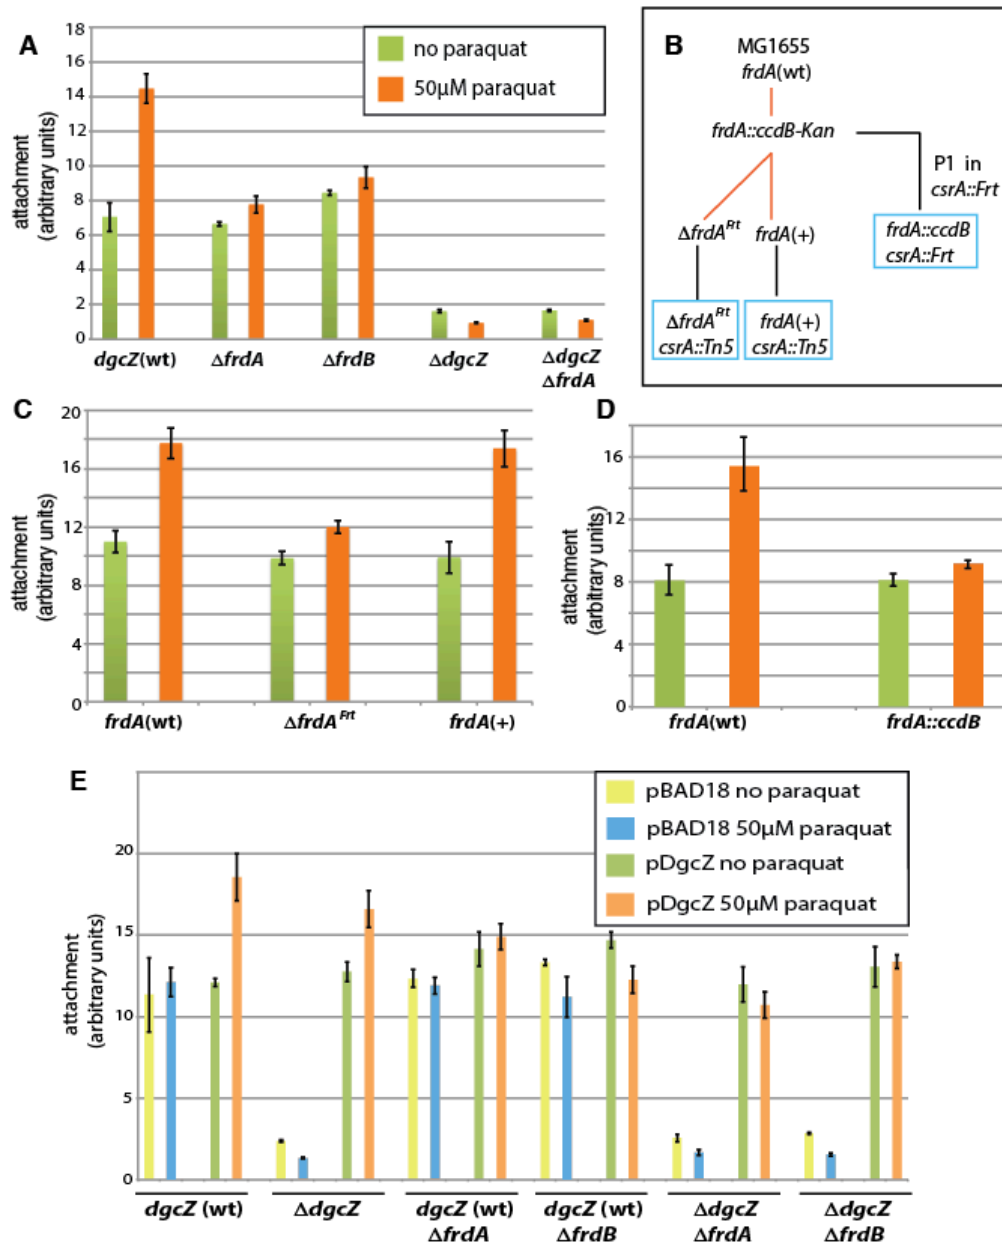 A
18
16
14
12
10
8
6
4
2
0
attachment
(arbitrary units)
no paraquat
50µM paraquat
dgcZ(wt)
ΔfrdA
ΔfrdB
ΔdgcZ
ΔdgcZ
ΔfrdA
B
MG1655
frdA(wt)
frdA::ccdB-Kan
P1 in
csrA::Frt
ΔfrdA^Frt
frdA(+)
frdA::ccdB
csrA::Frt
ΔfrdA^Frt
csrA::Tn5
frdA(+)
csrA::Tn5
C
20
16
12
8
4
0
attachment
(arbitrary units)
frdA(wt)
ΔfrdA^Frt
frdA(+)
D
16
12
8
4
0
attachment
(arbitrary units)
frdA(wt)
frdA::ccdB
E
20
15
10
5
0
attachment
(arbitrary units)
pBAD18 no paraquat
pBAD18 50µM paraquat
pDgcZ no paraquat
pDgcZ 50µM paraquat
dgcZ (wt)
ΔdgcZ
dgcZ (wt)
ΔfrdA
dgcZ (wt)
ΔfrdB
ΔdgcZ
ΔfrdA
ΔdgcZ
ΔfrdB